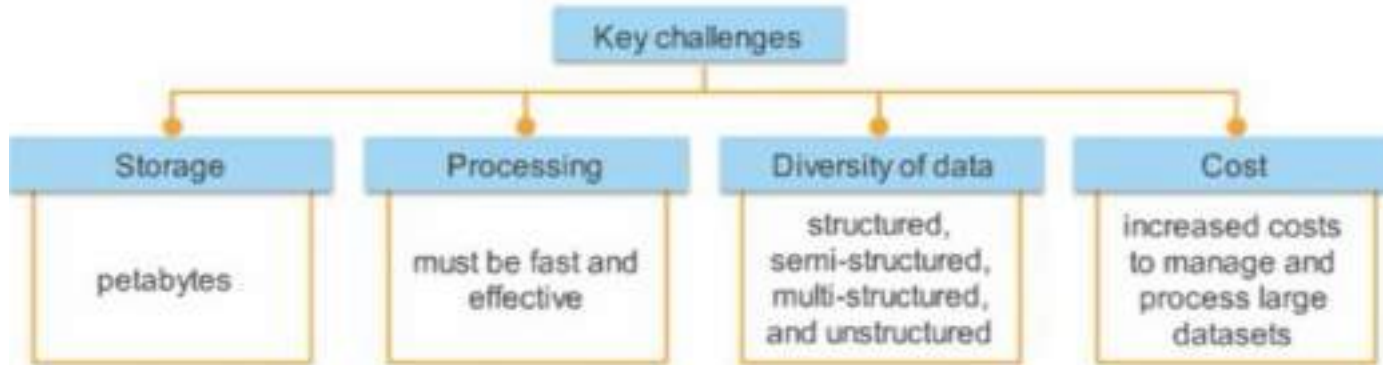 Key challenges
Storage
petabytes
Processing
must be fast and
effective
Diversity of data
structured,
semi-structured,
multi-structured,
and unstructured
Cost
increased costs
to manage and
process large
datasets